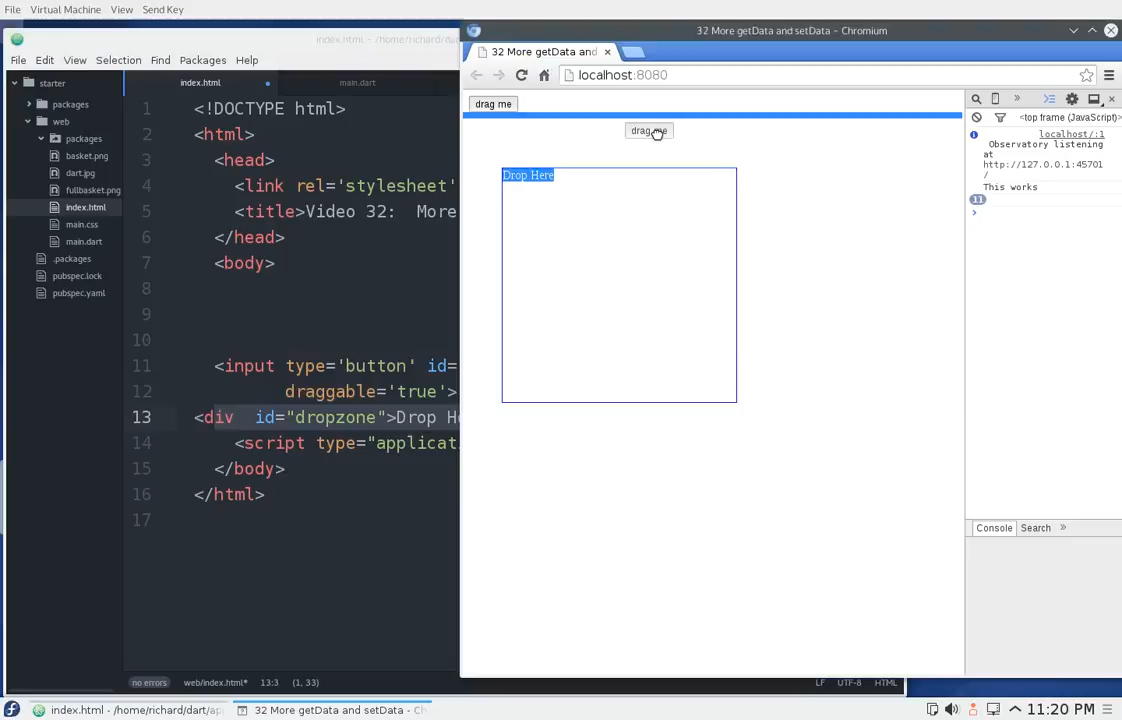 File Virtual Machine View Send Key
index.html - /home/richard/dart/ap
File Edit View Selection Find Packages Help
starter
packages
web
packages
basket.png
dart.jpg
fullbasket.png
index.html
main.css
main.dart
.packages
pubspec.lock
pubspec.yaml
index.html
main.dart
1 <!DOCTYPE html>
2 <html>
3 <head>
4 <link rel='stylesheet'
5 <title>Video 32: More
6 </head>
7 <body>
8
9
10
11 <input type='button' id=
12 draggable='true'>
13 <div id="dropzone">Drop H
14 <script type="applicat
15 </body>
16 </html>
17
no errors web/index.html* 13:3 (1, 33) LF UTF-8 HTML
32 More getData and setData - Chromium
32 More getData and
localhost:8080
drag me
drag me
Drop Here
<top frame (JavaScript)>
localhost/:1
Observatory listening
at
http://127.0.0.1:45701
/
This works
11
Console Search
index.html - /home/richard/dart/ap
32 More getData and setData - Ch
11:20 PM